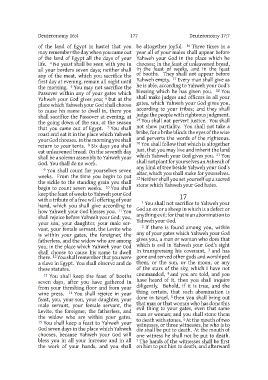 Deuteronomy 16:4
177
Deuteronomy 17:7
of the land of Egypt in haste) that you
may remember the day when you came out
of the land of Egypt all the days of your
life. 4 No yeast shall be seen with you in
all your borders seven days; neither shall
any of the meat, which you sacrifice the
first day at evening, remain all night until
the morning. 5 You may not sacrifice the
Passover within any of your gates which
Yahweh your God gives you; 6 but at the
place which Yahweh your God shall choose
to cause his name to dwell in, there you
shall sacrifice the Passover at evening, at
the going down of the sun, at the season
that you came out of Egypt. 7 You shall
roast and eat it in the place which Yahweh
your God chooses. In the morning you shall
return to your tents. 8 Six days you shall
eat unleavened bread. On the seventh day
shall be a solemn assembly to Yahweh your
God. You shall do no work.
9 You shall count for yourselves seven
weeks. From the time you begin to put
the sickle to the standing grain you shall
begin to count seven weeks. 10 You shall
keep the feast of weeks to Yahweh your God
with a tribute of a free will offering of your
hand, which you shall give according to
how Yahweh your God blesses you. 11 You
shall rejoice before Yahweh your God: you,
your son, your daughter, your male servant,
your female servant, the Levite who
is within your gates, the foreigner, the
fatherless, and the widow who are among
you, in the place which Yahweh your God
shall choose to cause his name to dwell
there. 12 You shall remember that you were
a slave in Egypt. You shall observe and do
these statutes.
13 You shall keep the feast of booths
seven days, after you have gathered in
from your threshing floor and from your
wine press. 14 You shall rejoice in your
feast, you, your son, your daughter, your
male servant, your female servant, the
Levite, the foreigner, the fatherless, and
the widow who are within your gates.
15 You shall keep a feast to Yahweh your
God seven days in the place which Yahweh
chooses, because Yahweh your God will
bless you in all your increase and in all
the work of your hands, and you shall
be altogether joyful. 16 Three times in a
year all of your males shall appear before
Yahweh your God in the place which he
chooses: in the feast of unleavened bread,
in the feast of weeks, and in the feast
of booths. They shall not appear before
Yahweh empty. 17 Every man shall give as
he is able, according to Yahweh your God's
blessing which he has given you. 18 You
shall make judges and officers in all your
gates, which Yahweh your God gives you,
according to your tribes; and they shall
judge the people with righteous judgment.
19 You shall not pervert justice. You shall
not show partiality. You shall not take a
bribe, for a bribe blinds the eyes of the wise
and perverts the words of the righteous.
20 You shall follow that which is altogether
just, that you may live and inherit the land
which Yahweh your God gives you. 21 You
shall not plant for yourselves an Asherah of
any kind of tree beside Yahweh your God's
altar, which you shall make for yourselves.
22 Neither shall you set yourself up a sacred
stone which Yahweh your God hates.
17
1 You shall not sacrifice to Yahweh your
God an ox or a sheep in which is a defect or
anything evil; for that is an abomination to
Yahweh your God.
2 If there is found among you, within
any of your gates which Yahweh your God
gives you, a man or woman who does that
which is evil in Yahweh your God's sight
in transgressing his covenant, 3 and has
gone and served other gods and worshiped
them, or the sun, or the moon, or any
of the stars of the sky, which I have not
commanded, 4 and you are told, and you
have heard of it, then you shall inquire
diligently. Behold, if it is true, and the
thing certain, that such abomination is
done in Israel, 5 then you shall bring out
that man or that woman who has done this
evil thing to your gates, even that same
man or woman; and you shall stone them
to death with stones. 6 At the mouth of two
witnesses, or three witnesses, he who is to
die shall be put to death. At the mouth of
one witness he shall not be put to death.
7 The hands of the witnesses shall be first
on him to put him to death, and afterward